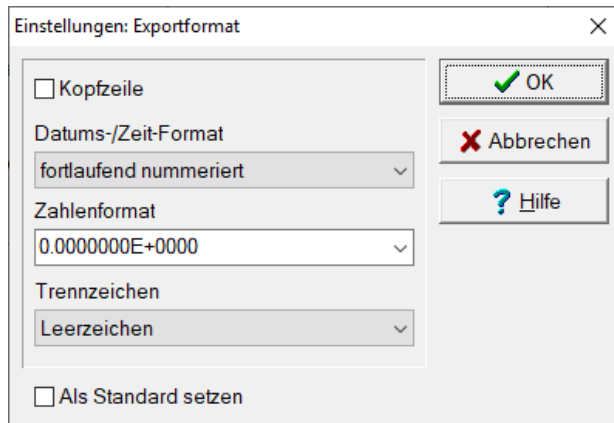 Einstellungen: Exportformat
Kopfzeile
Datums-/Zeit-Format
fortlaufend nummeriert
Zahlenformat
0.0000000E+0000
Trennzeichen
Leerzeichen
Als Standard setzen
OK
Abbrechen
Hilfe